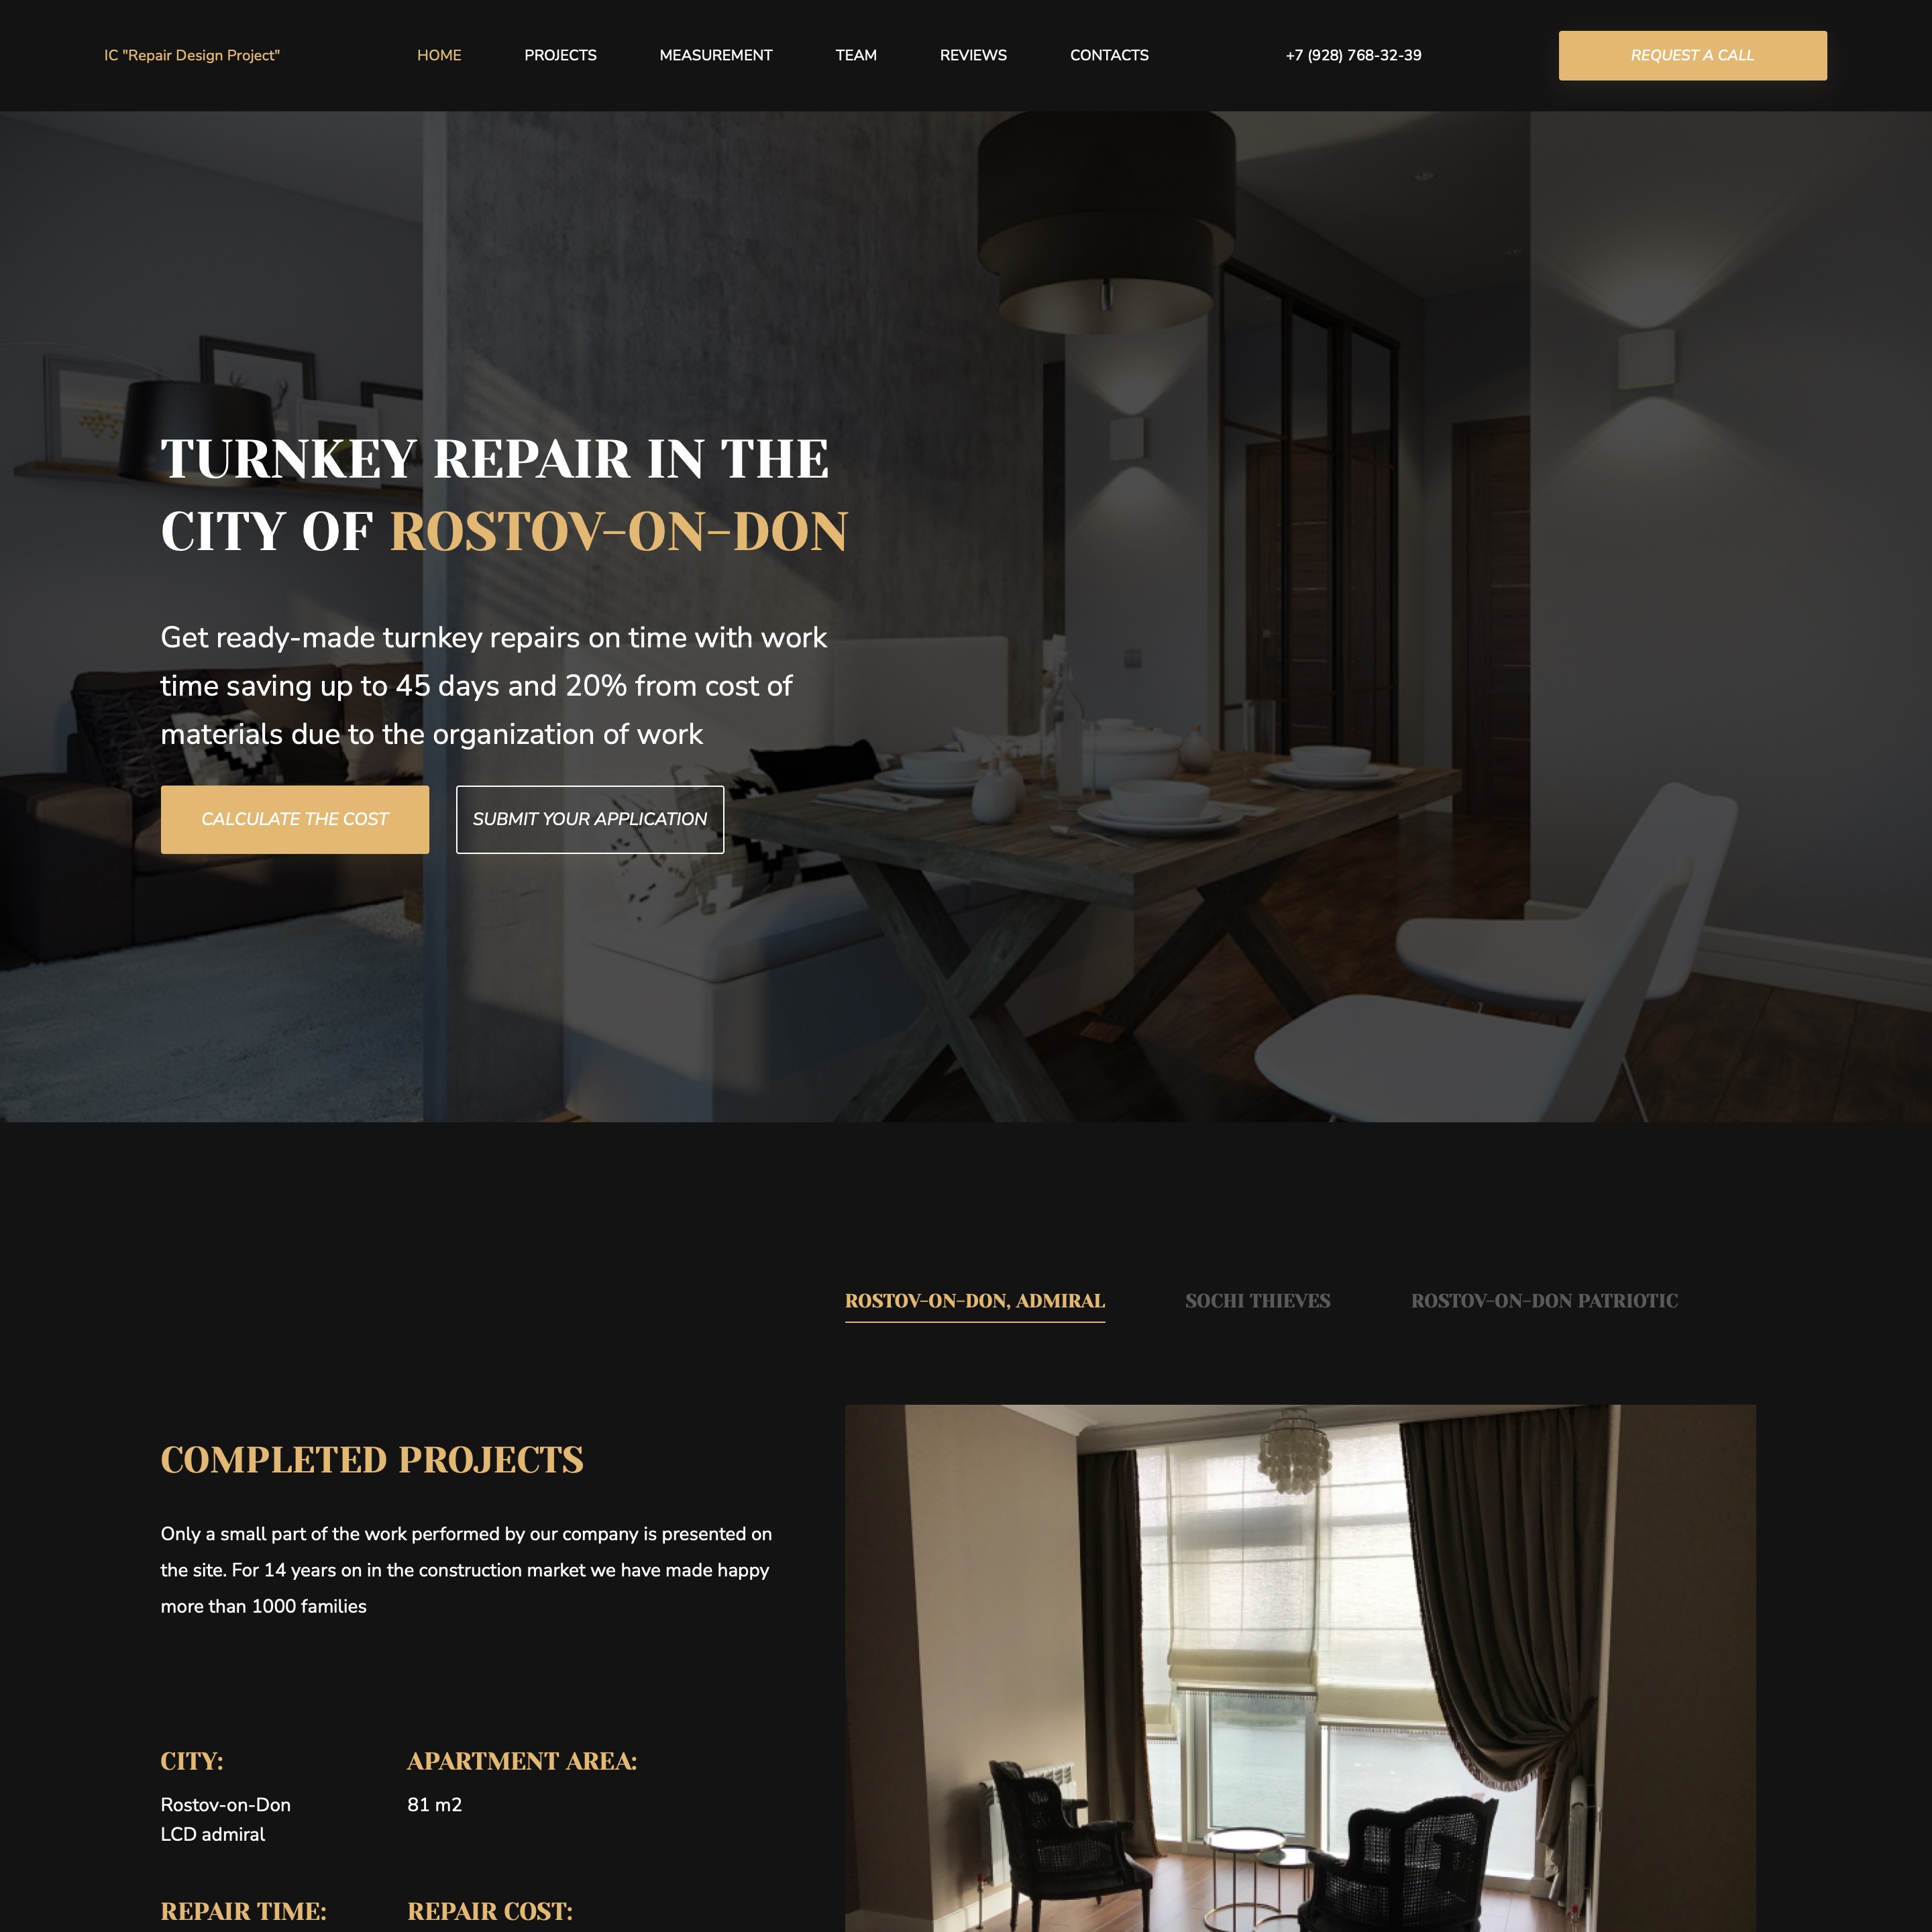 IC "Repair Design Project"
HOME
PROJECTS
MEASUREMENT
TEAM
REVIEWS
CONTACTS
+7 (928) 768-32-39
REQUEST A CALL
TURNKEY REPAIR IN THE
CITY OF ROSTOV-ON-DON
Get ready-made turnkey repairs on time with work
time saving up to 45 days and 20% from cost of
materials due to the organization of work
CALCULATE THE COST
SUBMIT YOUR APPLICATION
ROSTOV-ON-DON, ADMIRAL
SOCHI THIEVES
ROSTOV-ON-DON PATRIOTIC
COMPLETED PROJECTS
Only a small part of the work performed by our company is presented on
the site. For 14 years on in the construction market we have made happy
more than 1000 families
CITY:
Rostov-on-Don
LCD admiral
APARTMENT AREA:
81 m2
REPAIR TIME:
REPAIR COST: